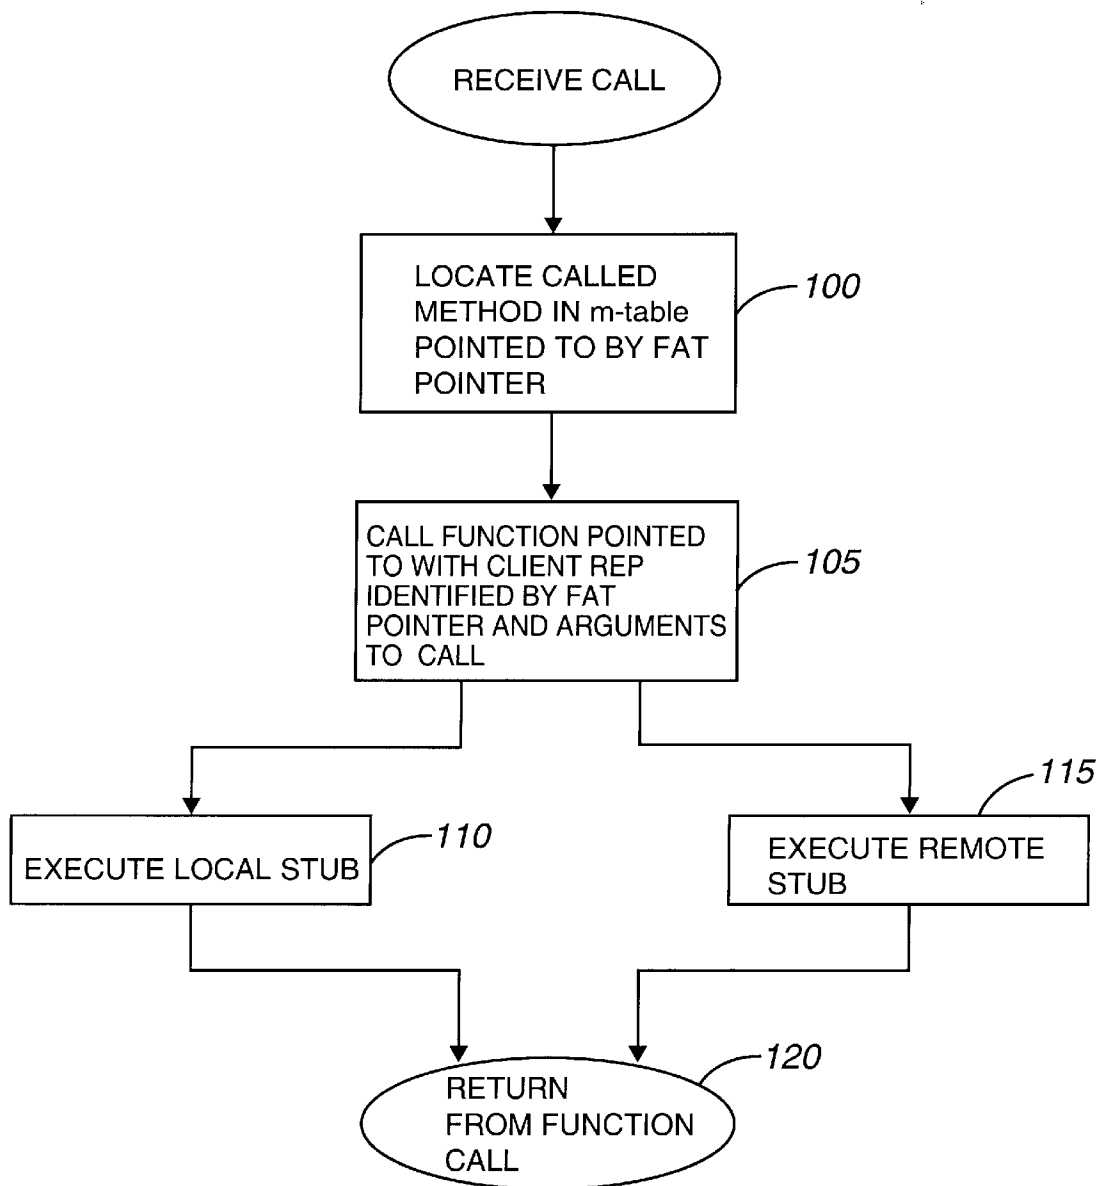 RECEIVE CALL
LOCATE CALLED
METHOD IN m-table
POINTED TO BY FAT
POINTER
100
CALL FUNCTION POINTED
TO WITH CLIENT REP
IDENTIFIED BY FAT
POINTER AND ARGUMENTS
TO CALL
105
EXECUTE LOCAL STUB
110
EXECUTE REMOTE
STUB
115
RETURN
FROM FUNCTION
CALL
120